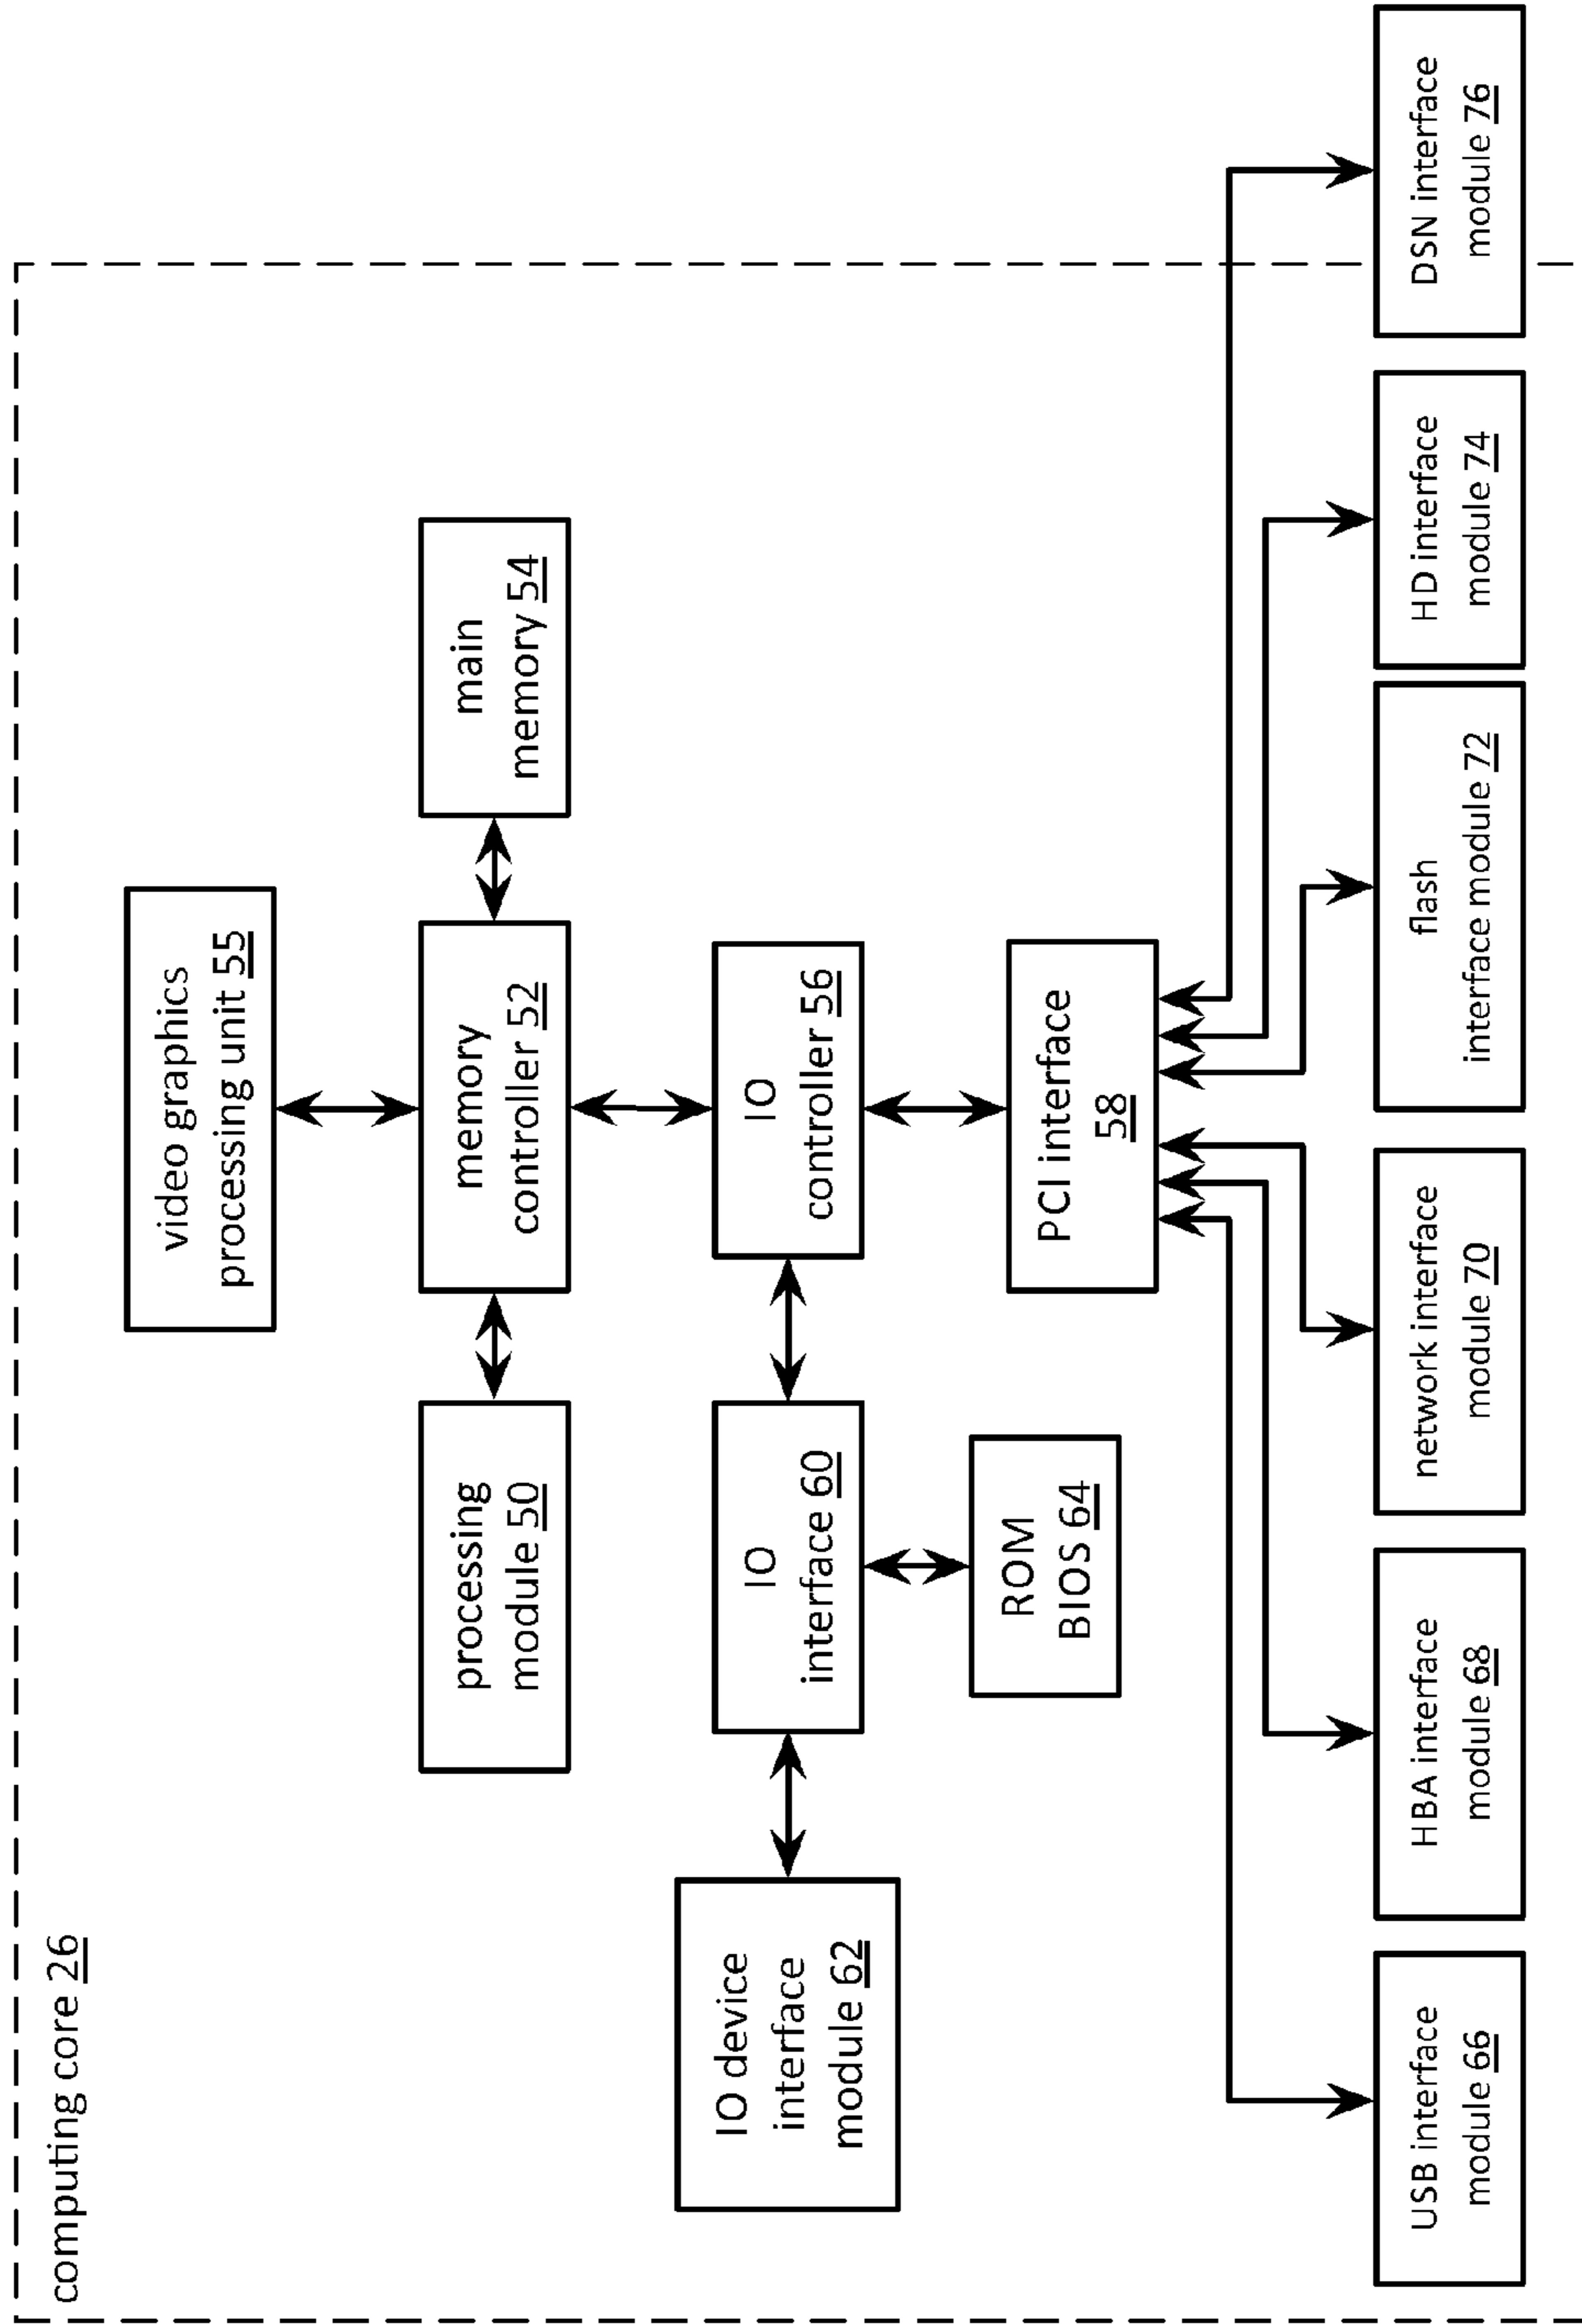 computing core 26
video graphics
processing unit 55
processing
module 50
memory
controller 52
main
memory 54
IO device
interface
module 62
IO
interface 60
IO
controller 56
ROM
BIOS 64
PCI interface
58
USB interface
module 66
HBA interface
module 68
network interface
module 70
flash
interface module 72
HD interface
module 74
DSN interface
module 76